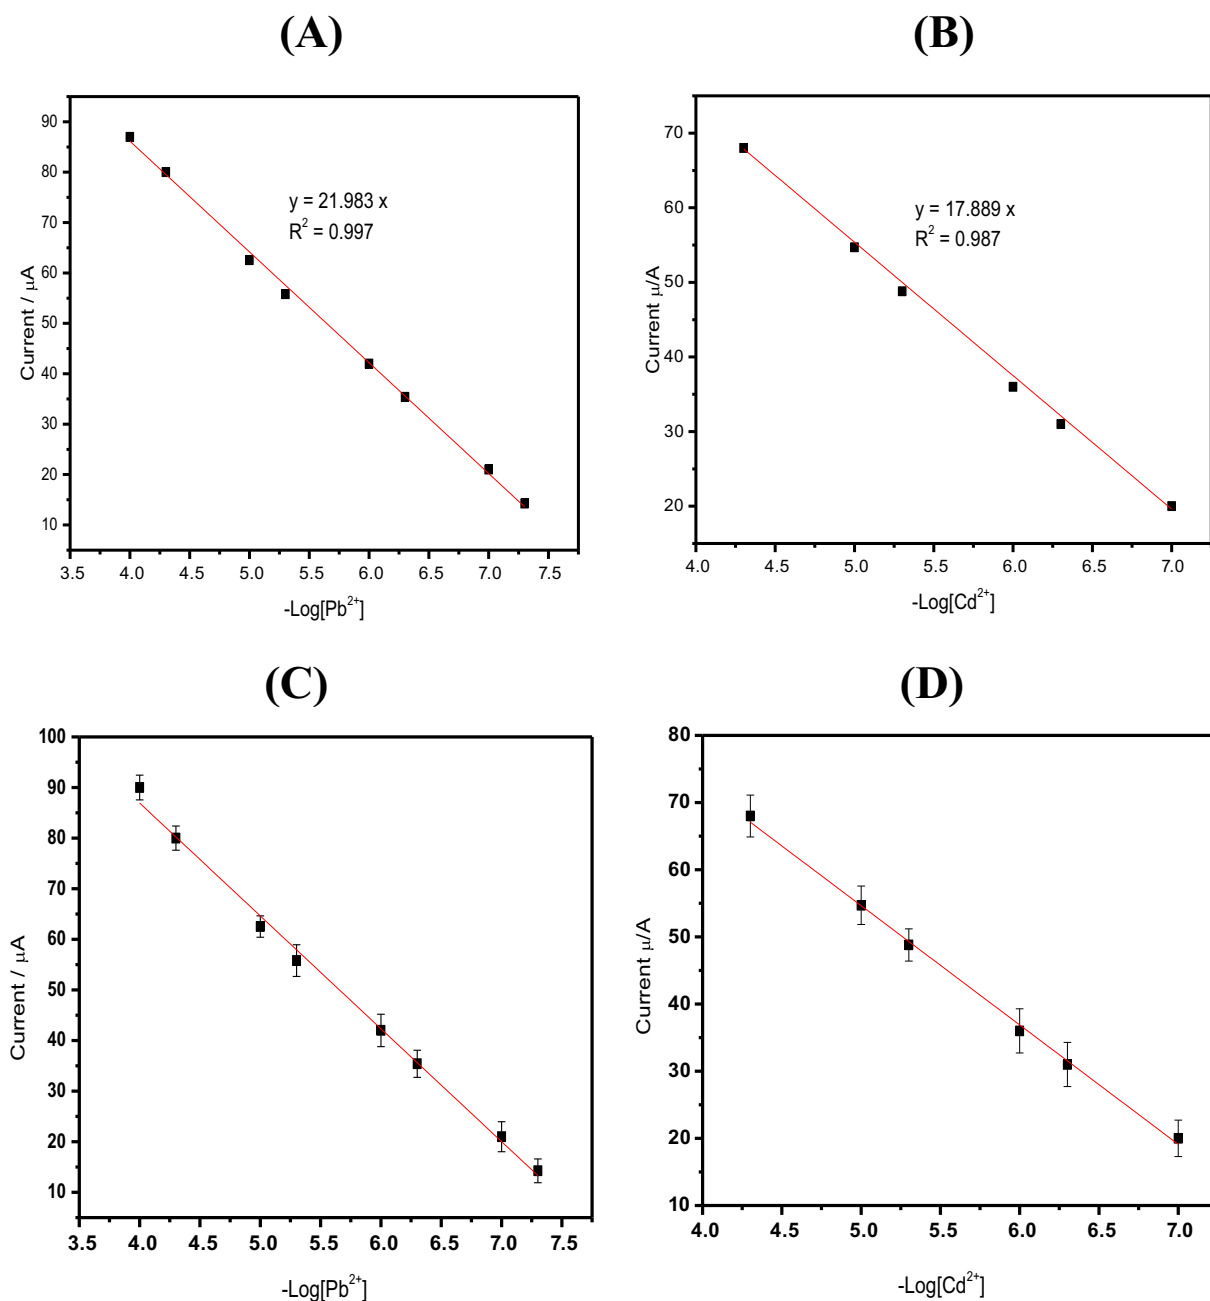 (A)
(B)
90
80
70
60
50
40
30
20
10
Current / μA
y = 21.983 x
R² = 0.997
3.5 4.0 4.5 5.0 5.5 6.0 6.5 7.0 7.5
-Log[Pb²⁺]
70
60
50
40
30
20
Current μ/A
y = 17.889 x
R² = 0.987
4.0 4.5 5.0 5.5 6.0 6.5 7.0
-Log[Cd²⁺]
(C)
(D)
100
90
80
70
60
50
40
30
20
10
Current / μA
3.5 4.0 4.5 5.0 5.5 6.0 6.5 7.0 7.5
-Log[Pb²⁺]
80
70
60
50
40
30
20
10
Current μ/A
4.0 4.5 5.0 5.5 6.0 6.5 7.0
-Log[Cd²⁺]